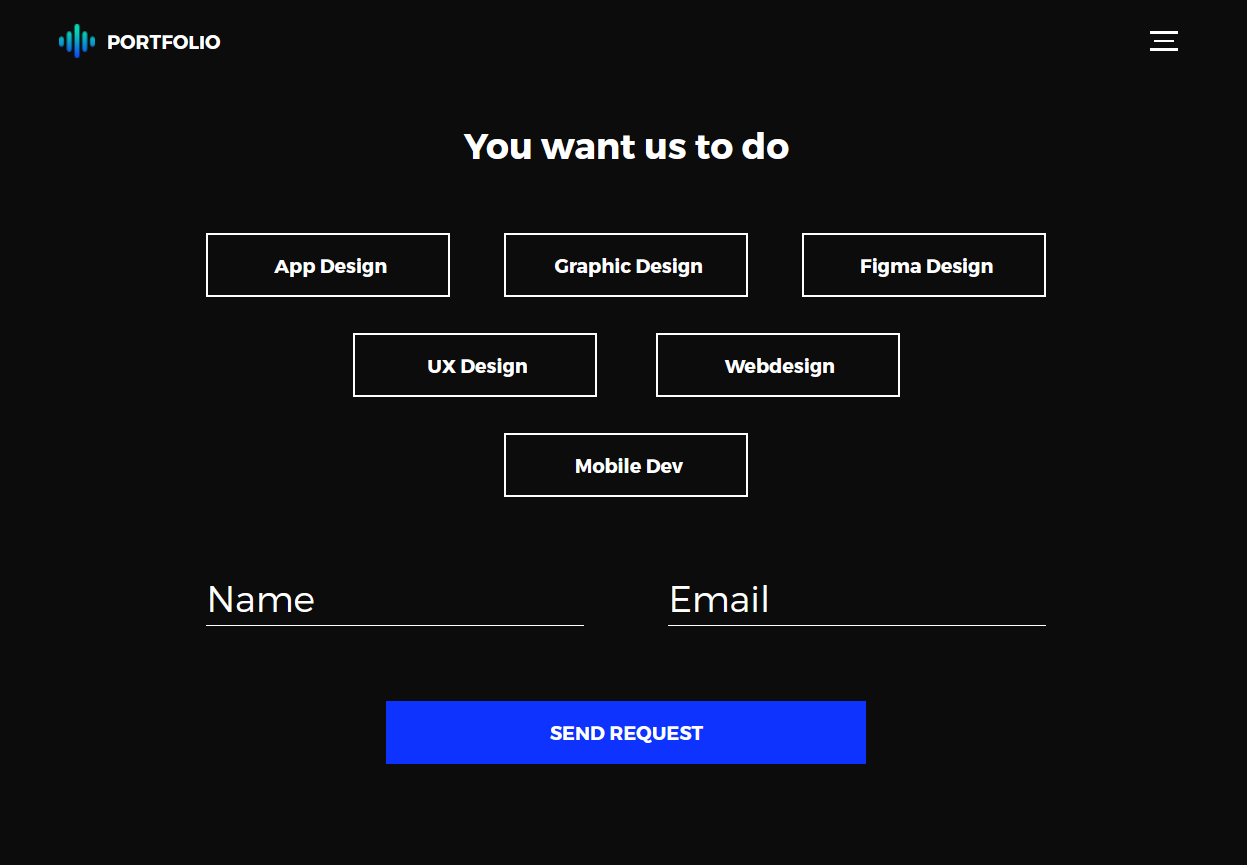 PORTFOLIO
You want us to do
App Design
Graphic Design
Figma Design
UX Design
Webdesign
Mobile Dev
Name
Email
SEND REQUEST